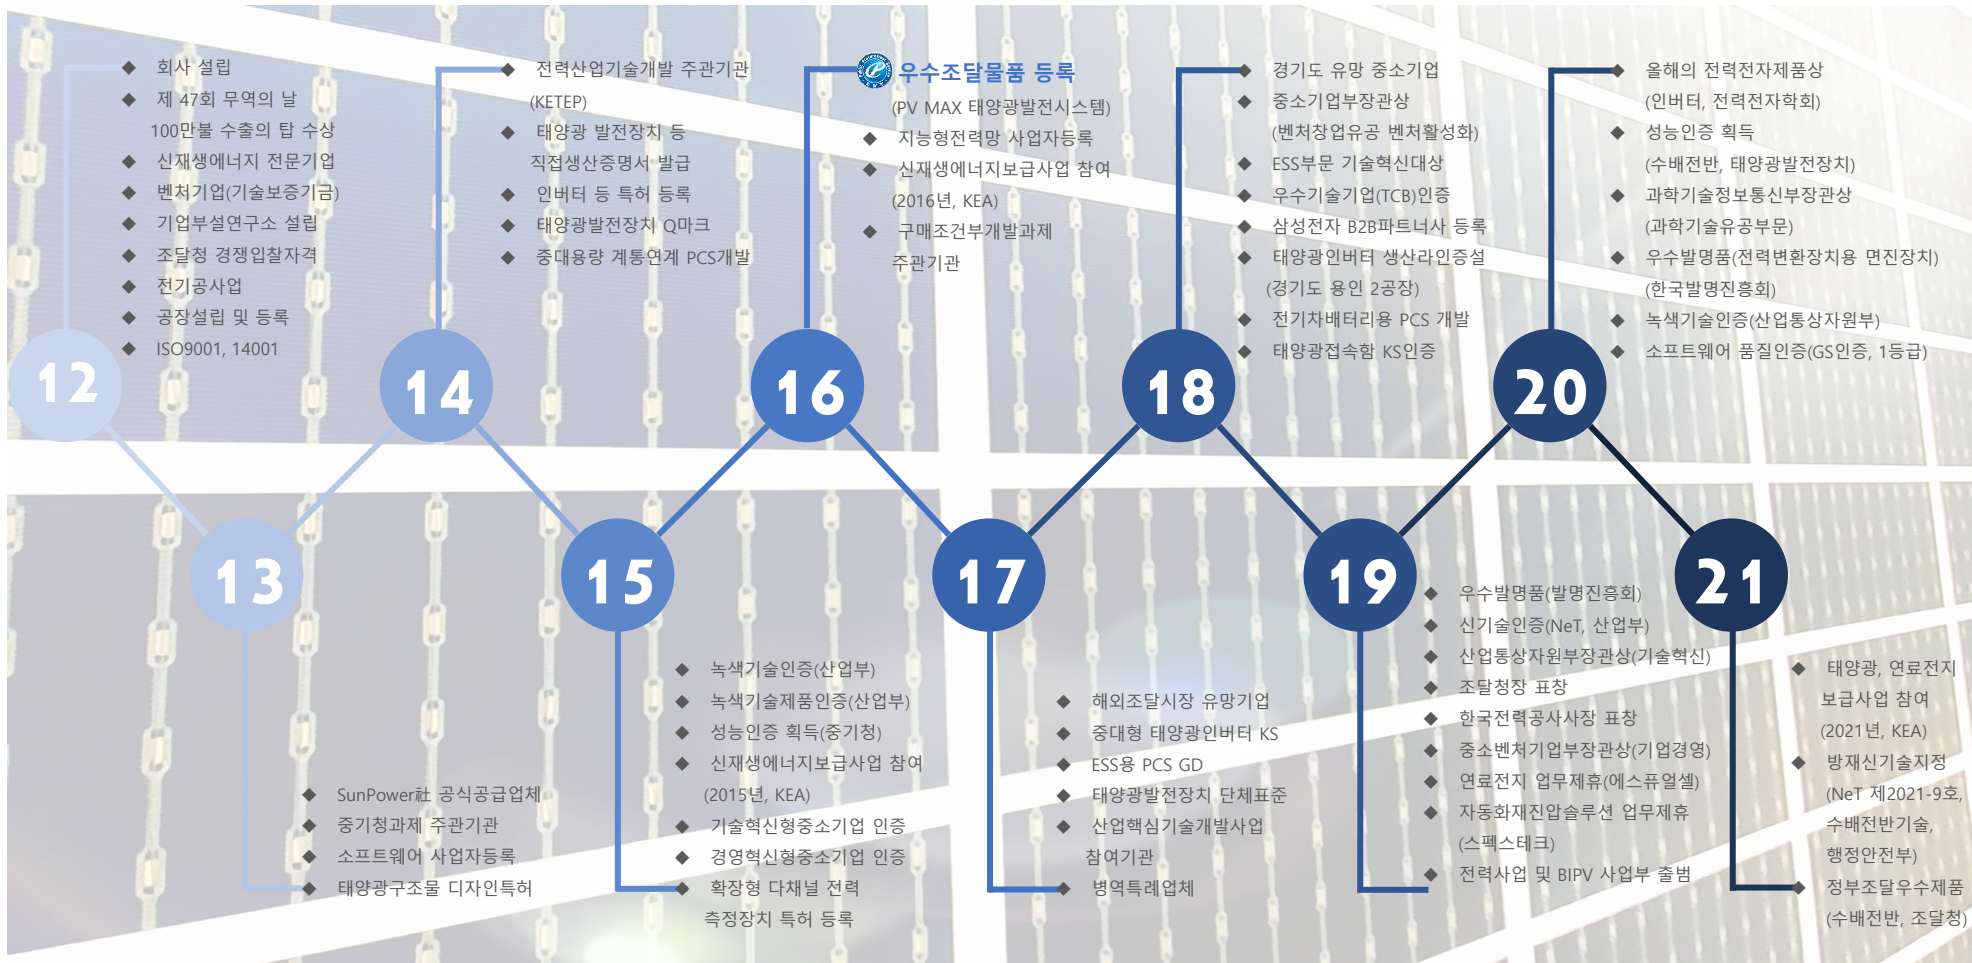 12
회사 설립
제 47회 무역의 날
100만불 수출의 탑 수상
신재생에너지 전문기업
벤처기업(기술보증기금)
기업부설연구소 설립
조달청 경쟁입찰자격
전기공사업
공장설립 및 등록
ISO9001, 14001
13
SunPower社 공식공급업체
중기청과제 주관기관
소프트웨어 사업자등록
태양광구조물 디자인특허
14
전력산업기술개발 주관기관
(KETEP)
태양광 발전장치 등
직접생산증명서 발급
인버터 등 특허 등록
태양광발전장치 Q마크
중대용량 계통연계 PCS개발
15
녹색기술인증(산업부)
녹색기술제품인증(산업부)
성능인증 획득(중기청)
신재생에너지보급사업 참여
(2015년, KEA)
기술혁신형중소기업 인증
경영혁신형중소기업 인증
확장형 다채널 전력
측정장치 특허 등록
16
우수조달물품 등록
(PV MAX 태양광발전시스템)
지능형전력망 사업자등록
신재생에너지보급사업 참여
(2016년, KEA)
구매조건부개발과제
주관기관
17
해외조달시장 유망기업
중대형 태양광인버터 KS
ESS용 PCS GD
태양광발전장치 단체표준
산업핵심기술개발사업
참여기관
병역특례업체
18
경기도 유망 중소기업
중소기업부장관상
(벤처창업유공 벤처활성화)
ESS부문 기술혁신대상
우수기술기업(TCB)인증
삼성전자 B2B파트너사 등록
태양광인버터 생산라인증설
(경기도 용인 2공장)
전기차배터리용 PCS 개발
태양광접속함 KS인증
19
우수발명품(발명진흥회)
신기술인증(NeT, 산업부)
산업통상자원부장관상(기술혁신)
조달청장 표창
한국전력공사사장 표창
중소벤처기업부장관상(기업경영)
연료전지 업무제휴(에스퓨얼셀)
자동화재진압솔루션 업무제휴
(스펙스테크)
전력사업 및 BIPV 사업부 출범
20
올해의 전력전자제품상
(인버터, 전력전자학회)
성능인증 획득
(수배전반, 태양광발전장치)
과학기술정보통신부장관상
(과학기술유공부문)
우수발명품(전력변환장치용 면진장치)
(한국발명진흥회)
녹색기술인증(산업통상자원부)
소프트웨어 품질인증(GS인증, 1등급)
21
태양광, 연료전지
보급사업 참여
(2021년, KEA)
방재신기술지정
(NeT 제2021-9호,
수배전반기술,
행정안전부)
정부조달우수제품
(수배전반, 조달청)